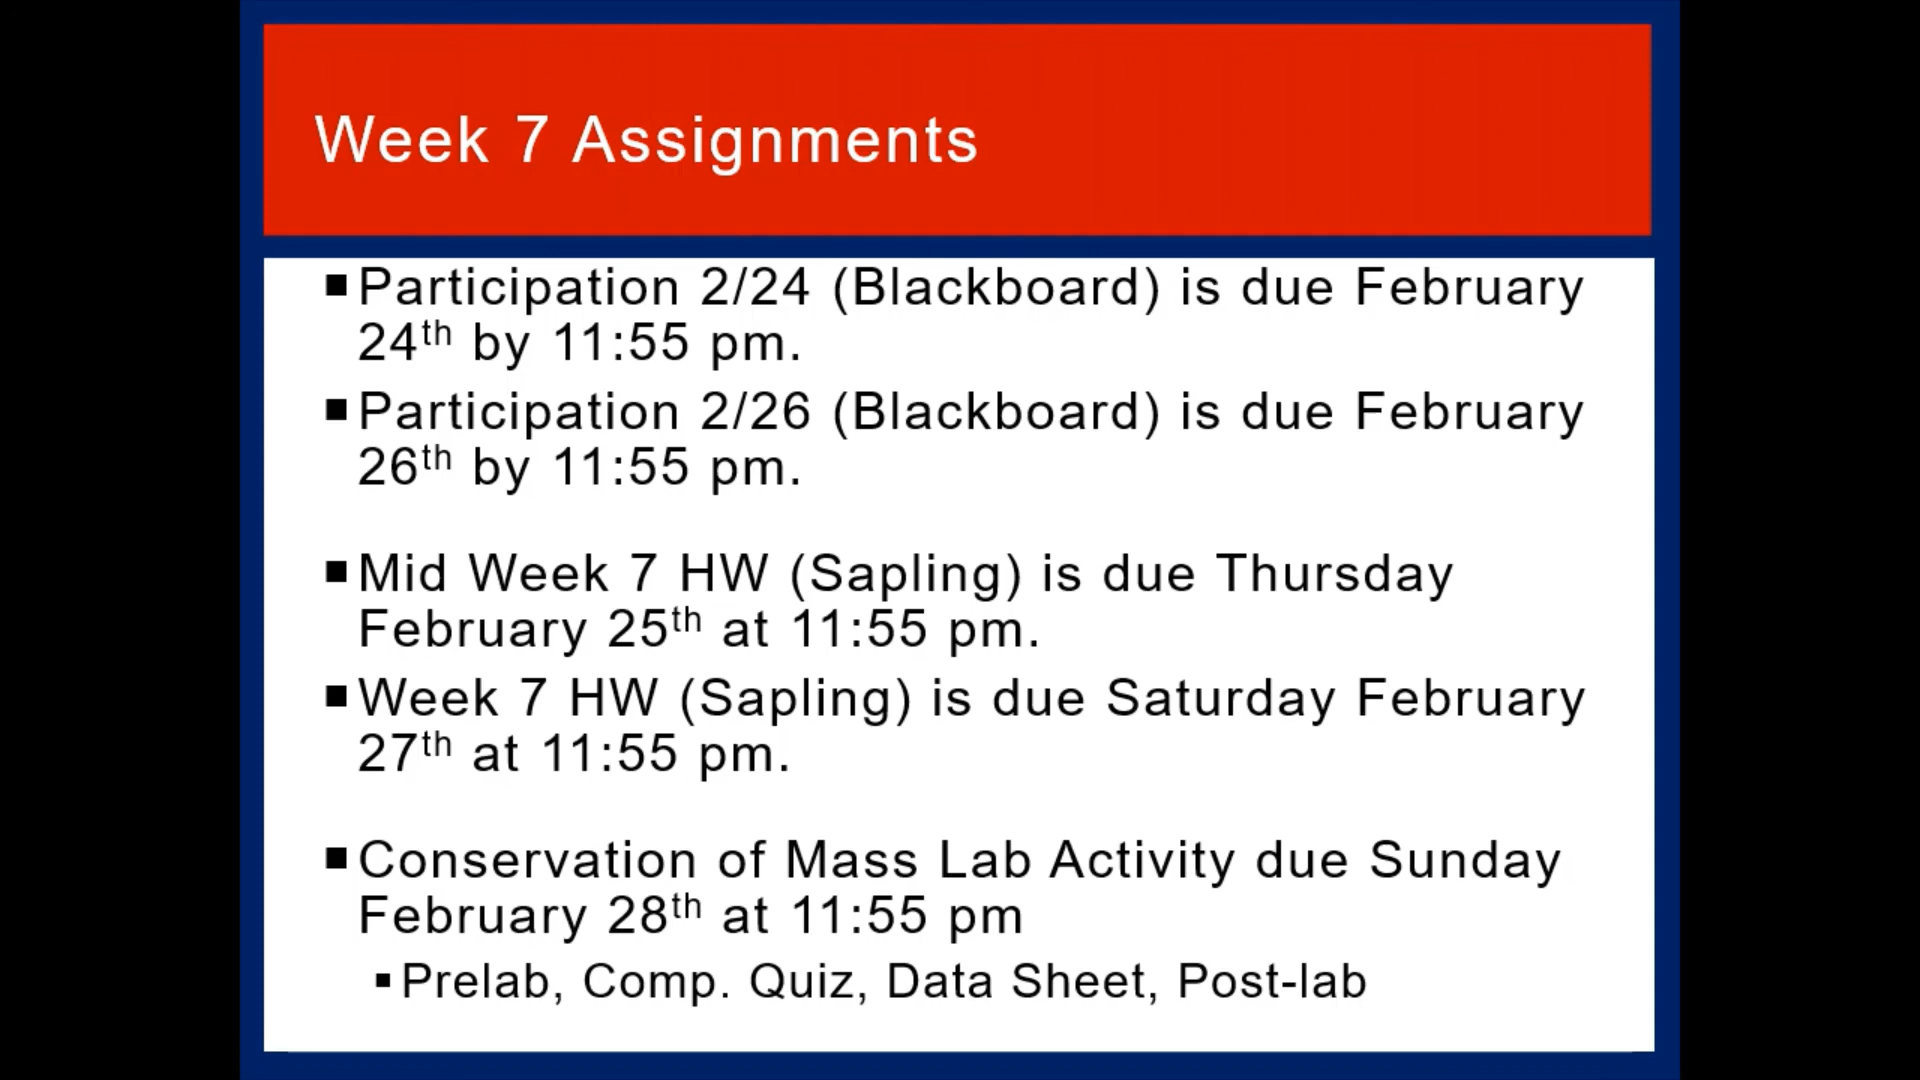 Week 7 Assignments
▪Participation 2/24 (Blackboard) is due February
24th by 11:55 pm.
▪Participation 2/26 (Blackboard) is due February
26th by 11:55 pm.
▪Mid Week 7 HW (Sapling) is due Thursday
February 25th at 11:55 pm.
▪Week 7 HW (Sapling) is due Saturday February
27th at 11:55 pm.
▪Conservation of Mass Lab Activity due Sunday
February 28th at 11:55 pm
▪Prelab, Comp. Quiz, Data Sheet, Post-lab